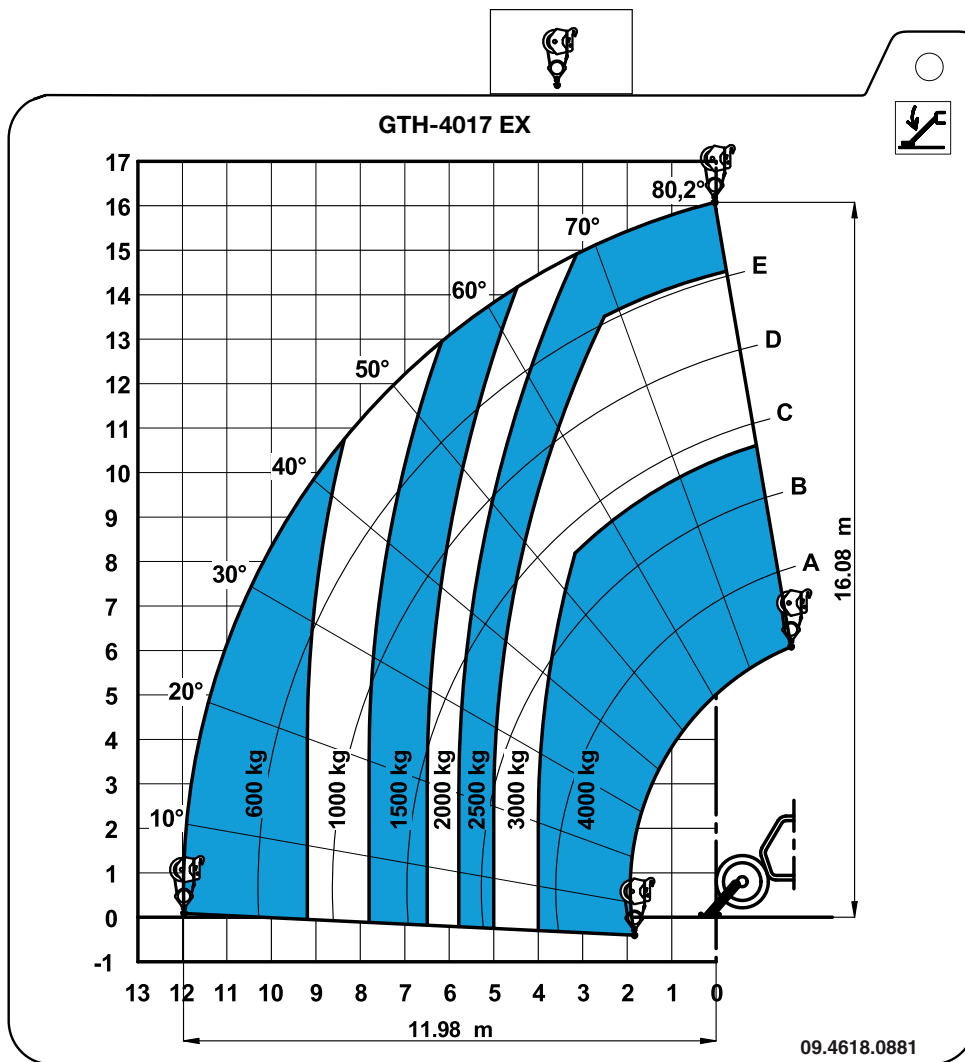 GTH-4017 EX
17
16
15
14
13
12
11
10
9
8
7
6
5
4
3
2
1
0
-1
80,2°
70°
60°
50°
40°
30°
20°
10°
E
D
C
B
A
600 kg
1000 kg
1500 kg
2000 kg
2500 kg
3000 kg
4000 kg
16.08 m
13 12 11 10 9 8 7 6 5 4 3 2 1 0
11.98 m
09.4618.0881